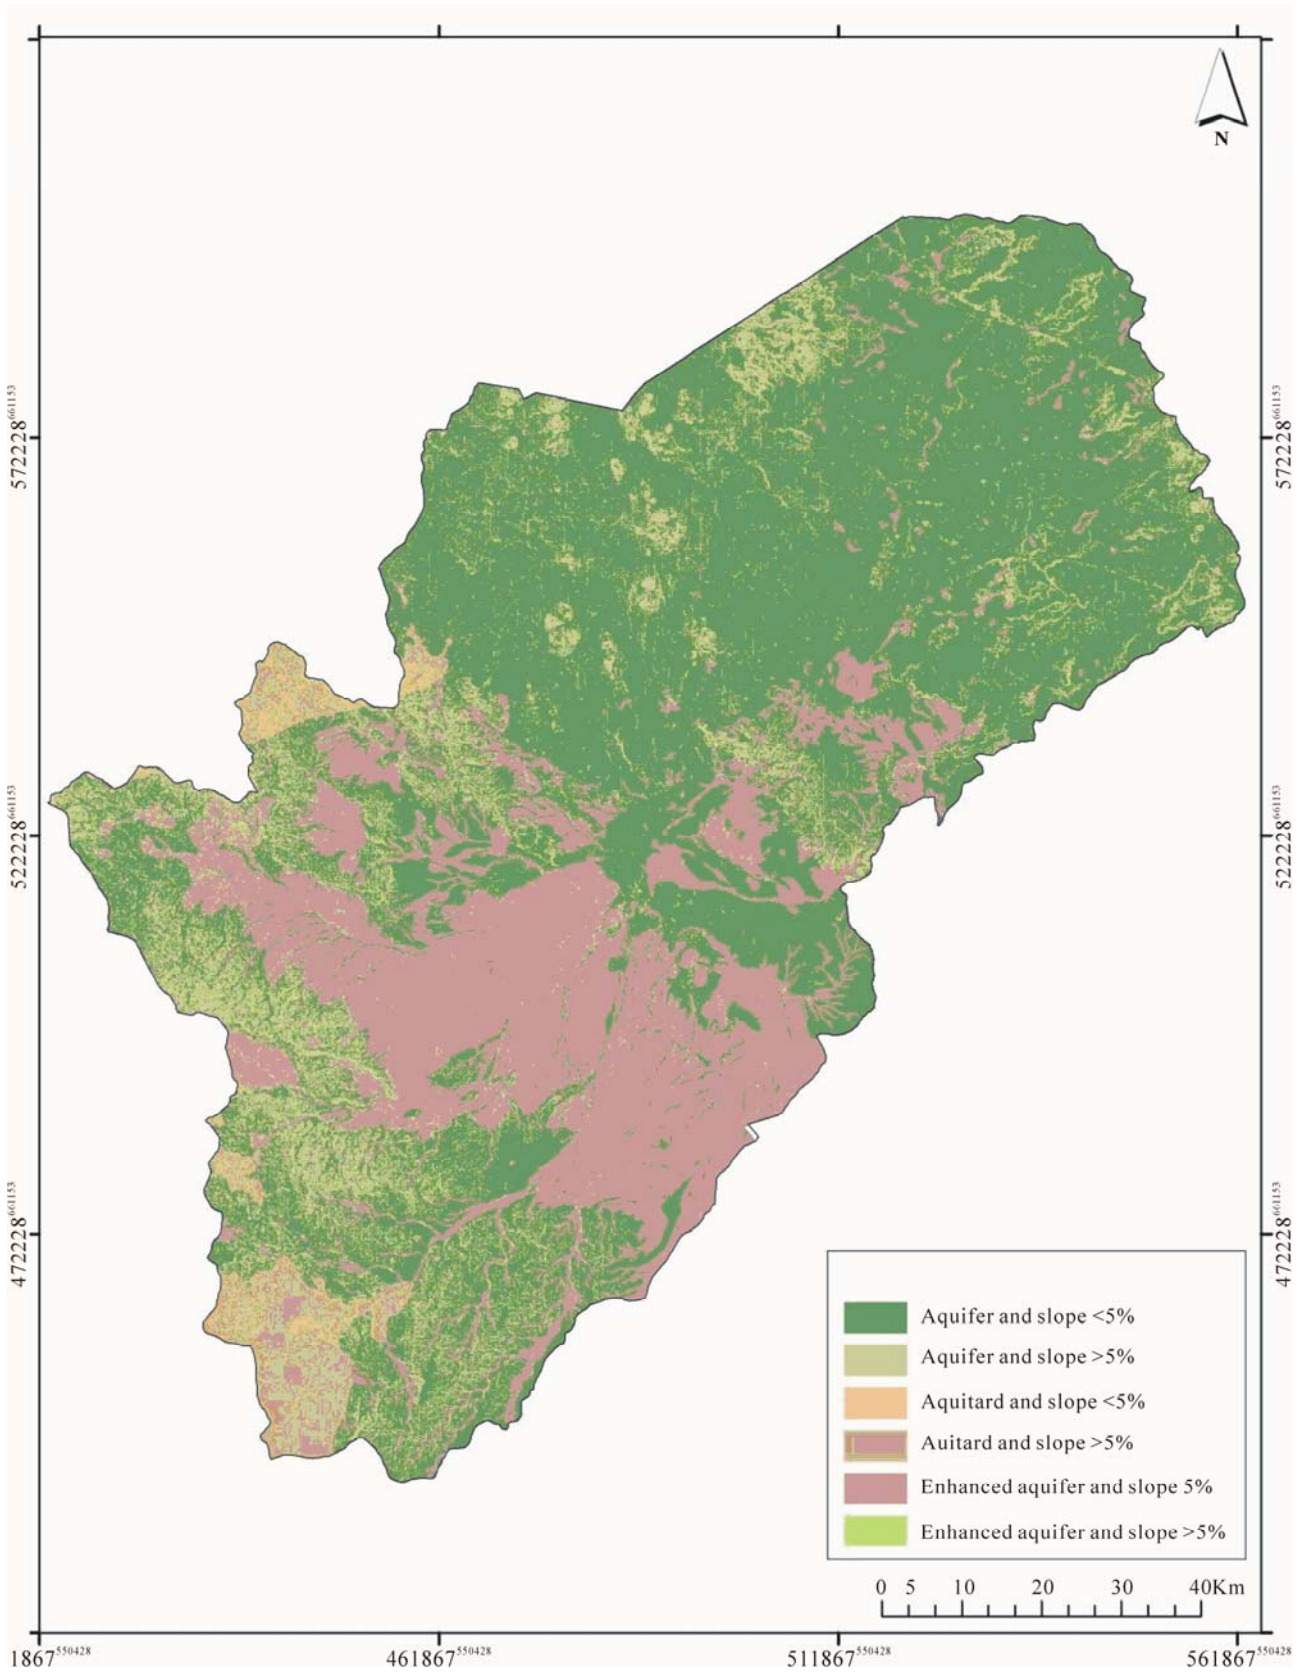 N
572228661153
572228661153
522228661153
522228661153
472228661153
472228661153
Aquifer and slope <5%
Aquifer and slope >5%
Aquitard and slope <5%
Auitard and slope >5%
Enhanced aquifer and slope 5%
Enhanced aquifer and slope >5%
0 5 10 20 30 40Km
1867550428 461867550428 511867550428 561867550428